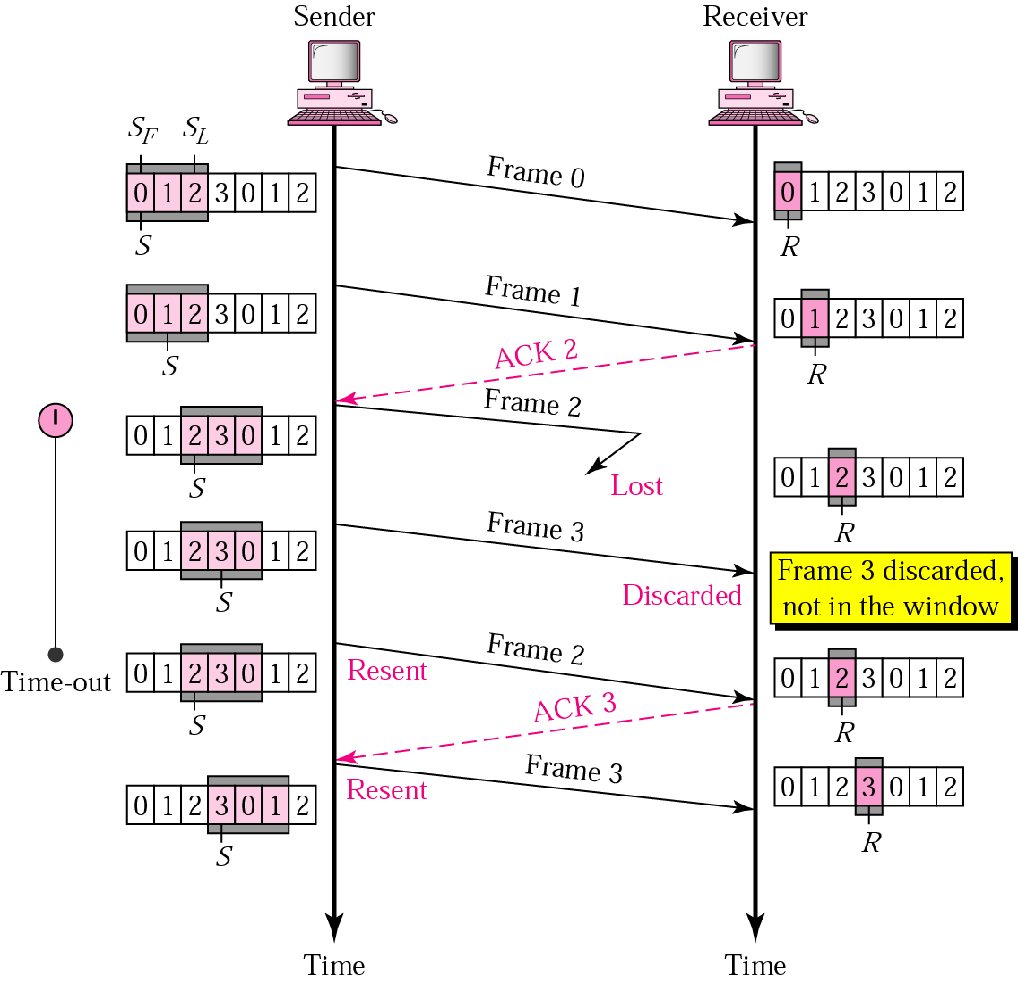 Sender Receiver
S_F S_L
0 1 2 3 0 1 2
S
Frame 0
0 1 2 3 0 1 2
R
0 1 2 3 0 1 2
S
Frame 1
0 1 2 3 0 1 2
R
ACK 2
0 1 2 3 0 1 2
S
Frame 2
Lost
0 1 2 3 0 1 2
R
0 1 2 3 0 1 2
S
Frame 3
Discarded
Frame 3 discarded,
not in the window
Time-out
0 1 2 3 0 1 2
S
Resent
Frame 2
0 1 2 3 0 1 2
R
ACK 3
0 1 2 3 0 1 2
S
Resent
Frame 3
0 1 2 3 0 1 2
R
Time Time